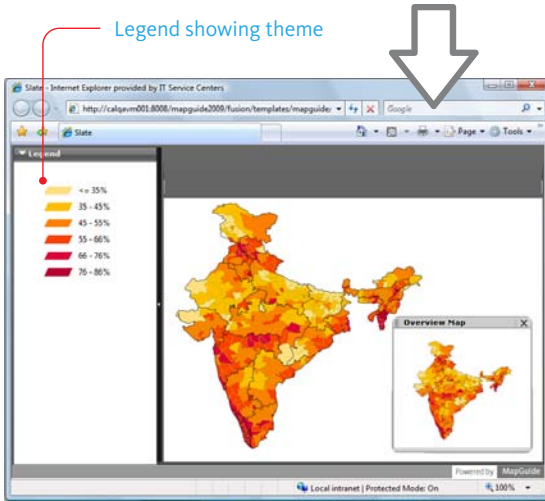 Legend showing theme
Slate - Internet Explorer provided by IT Service Centers
http://calqavm001:8008/mapguide2009/fusion/templates/mapguide/
Google
Slate
Page
Tools
Legend
<= 35%
35 - 45%
45 - 55%
55 - 66%
66 - 76%
76 - 86%
Overview Map
X
Powered by MapGuide
Local intranet | Protected Mode: On
100%